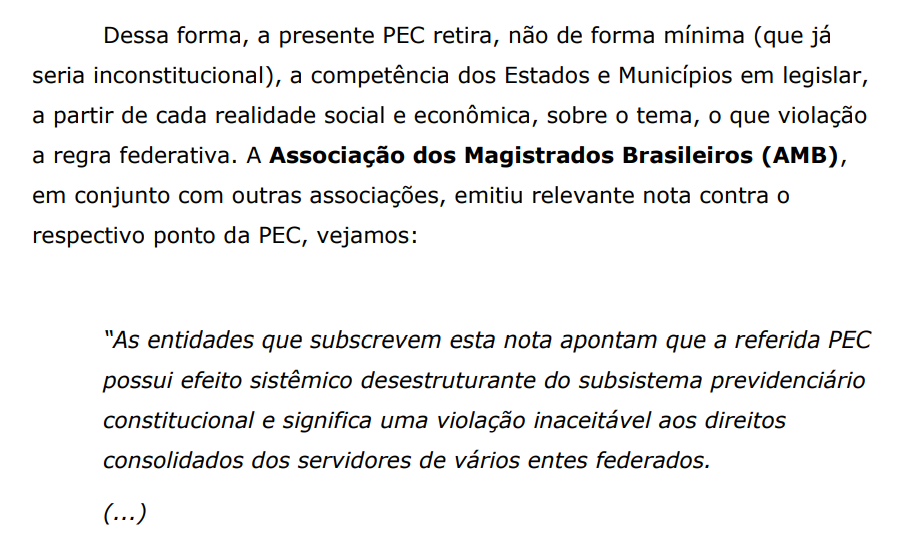 Dessa forma, a presente PEC retira, não de forma mínima (que já
seria inconstitucional), a competência dos Estados e Municípios em legislar,
a partir de cada realidade social e econômica, sobre o tema, o que violação
a regra federativa. A Associação dos Magistrados Brasileiros (AMB),
em conjunto com outras associações, emitiu relevante nota contra o
respectivo ponto da PEC, vejamos:
“As entidades que subscrevem esta nota apontam que a referida PEC
possui efeito sistêmico desestruturante do subsistema previdenciário
constitucional e significa uma violação inaceitável aos direitos
consolidados dos servidores de vários entes federados.
(...)